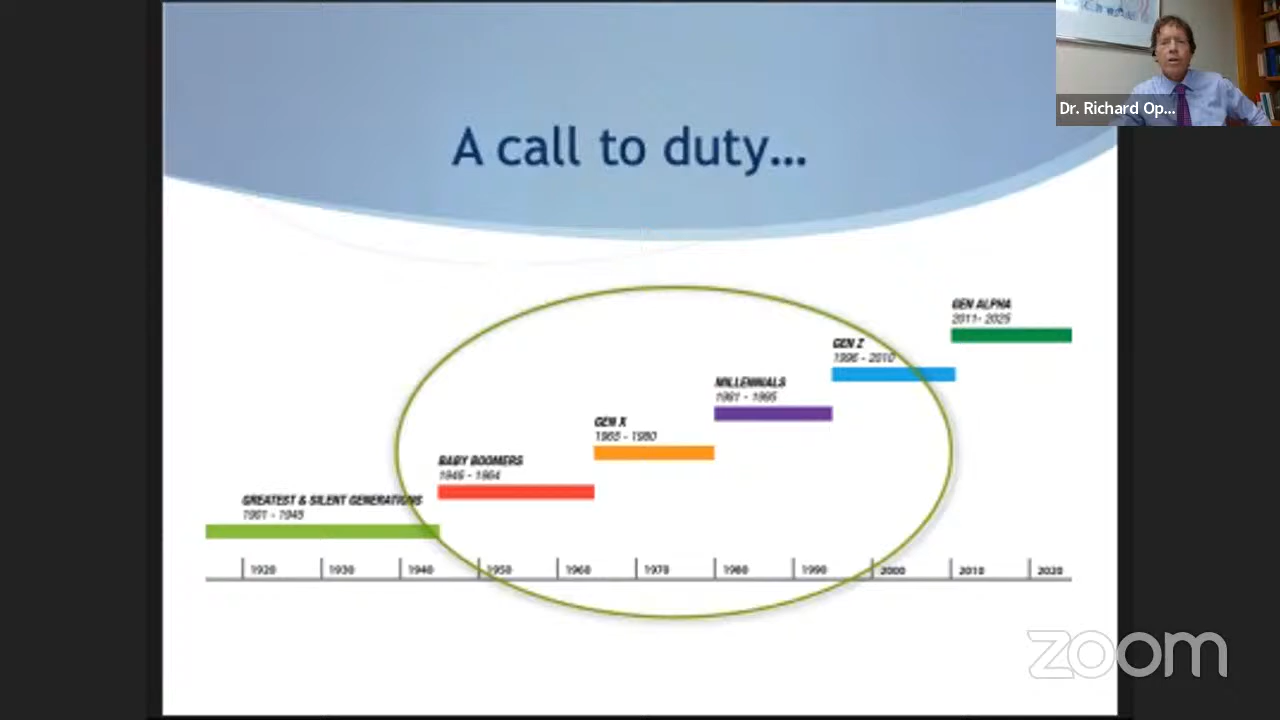 A call to duty...
Dr. Richard Op...
GEN ALPHA
2011- 2025
GEN Z
1996 - 2010
MILLENNIALS
1981 - 1995
GEN X
1965 - 1980
BABY BOOMERS
1946 - 1964
GREATEST & SILENT GENERATIONS
1901 - 1945
1920 1930 1940 1950 1960 1970 1980 1990 2000 2010 2020
zoom